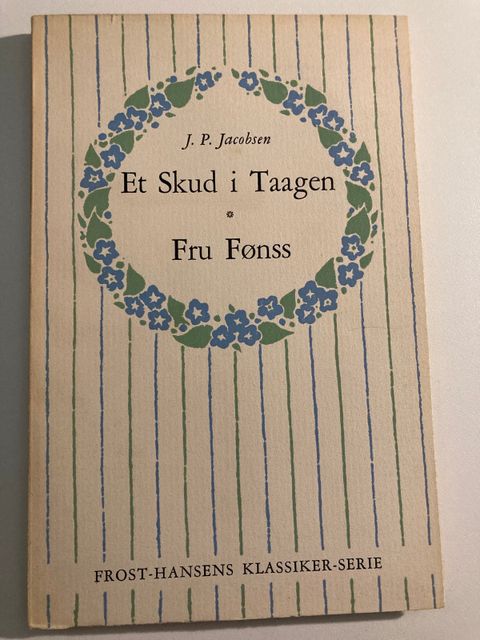 J. P. Jacobsen
Et Skud i Taagen
*
Fru Fønss
FROST-HANSENS KLASSIKER-SERIE